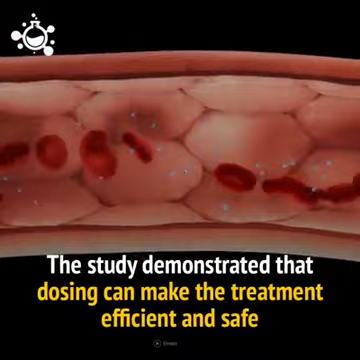 The study demonstrated that
dosing can make the treatment
efficient and safe